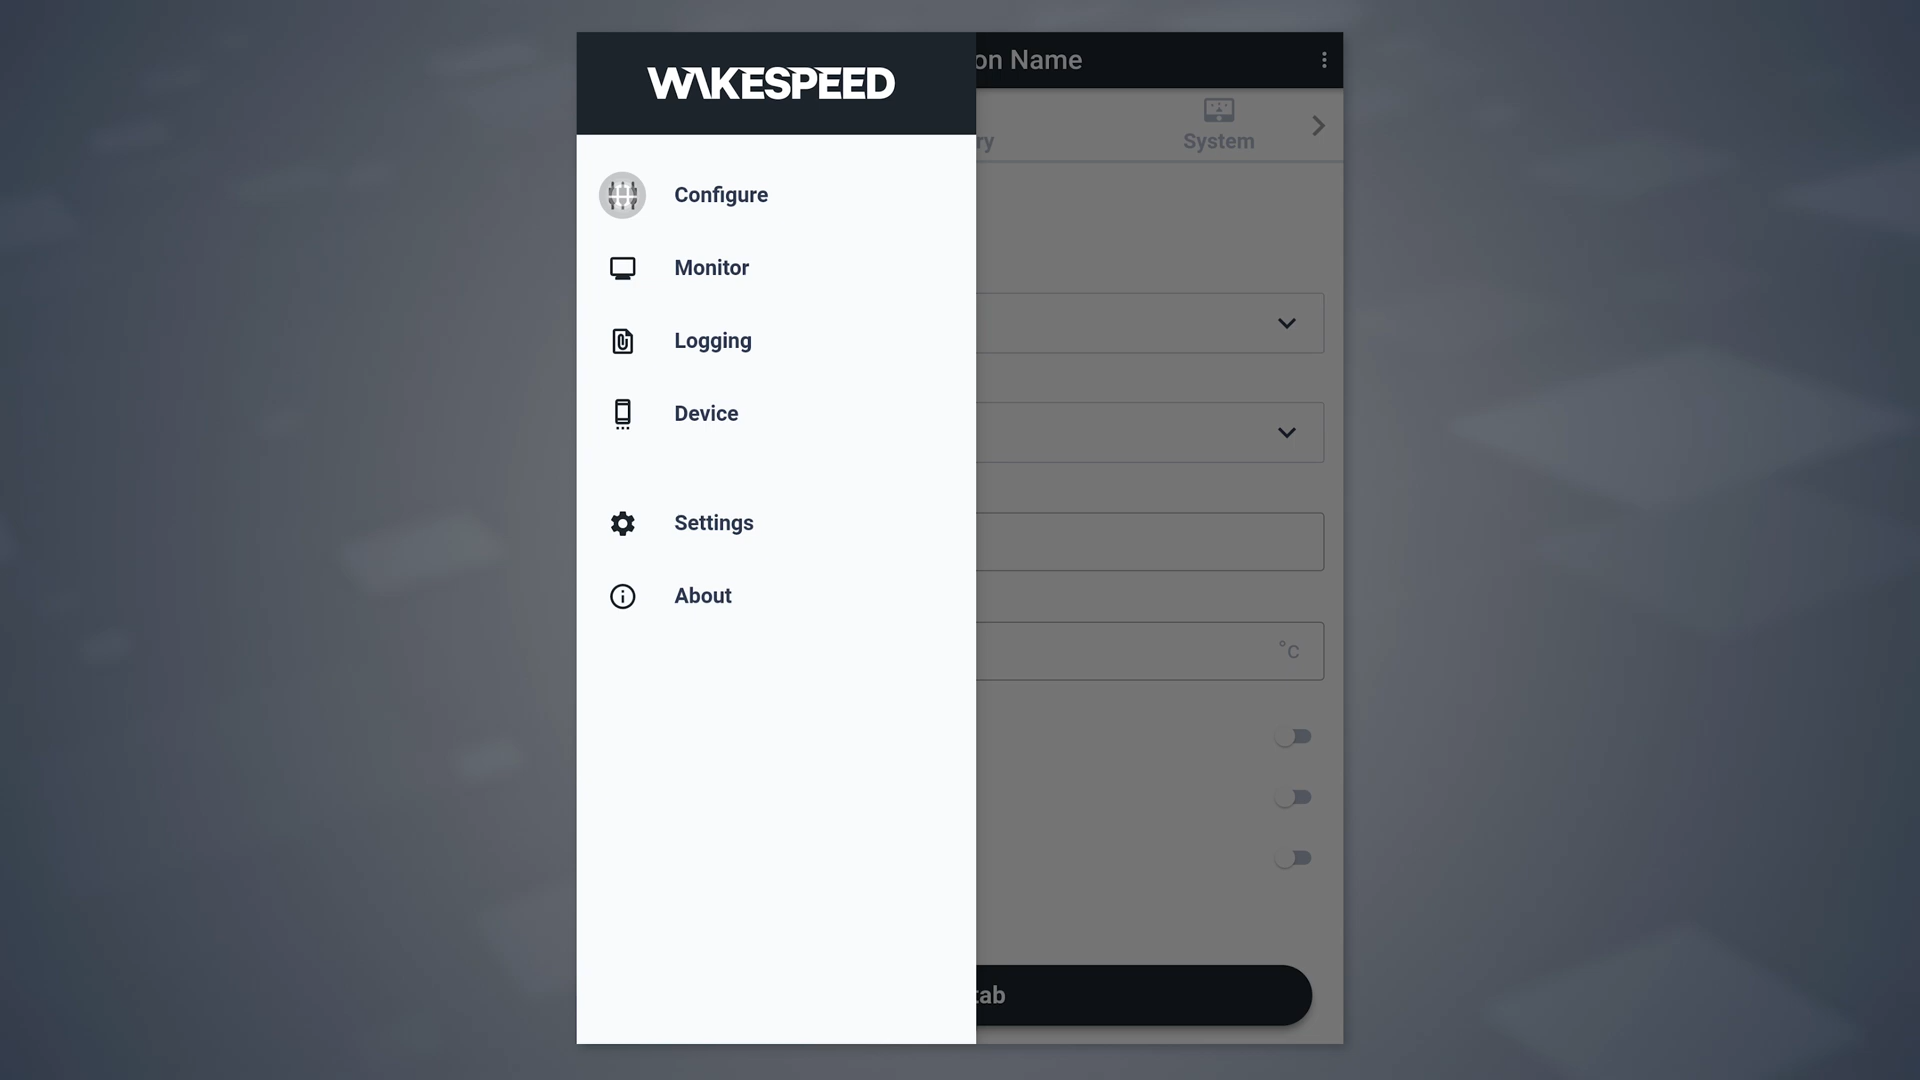 WAKESPEED
on Name
ry
System
Configure
Monitor
Logging
Device
Settings
About
°C
tab